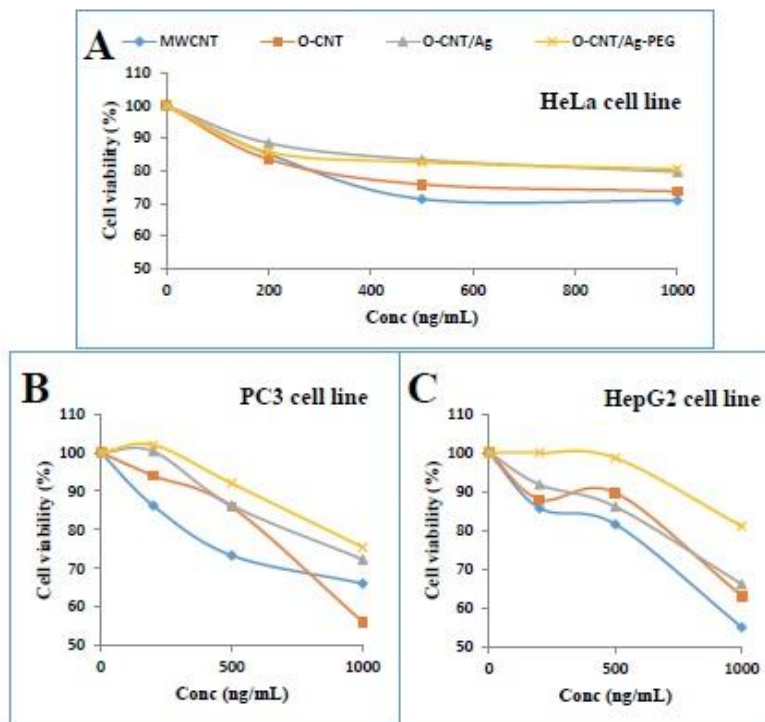 A
MWCNT O-CNT O-CNT/Ag O-CNT/Ag-PEG
HeLa cell line
Cell viability (%)
110
100
90
80
70
60
50
0 200 400 600 800 1000
Conc (ng/mL)
B
PC3 cell line
Cell viability (%)
110
100
90
80
70
60
50
0 500 1000
Conc (ng/mL)
C
HepG2 cell line
Cell viability (%)
110
100
90
80
70
60
50
0 500 1000
Conc (ng/mL)